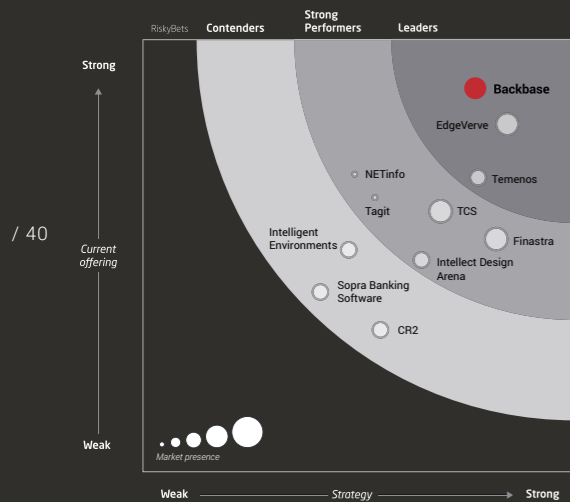 RiskyBets
Contenders
Strong
Performers
Leaders
Strong
Backbase
EdgeVerve
NETinfo
Temenos
Tagit
TCS
/ 40
Current
offering
Intelligent
Environments
Finastra
Intellect Design
Arena
Sopra Banking
Software
CR2
Weak
Market presence
Weak
Strategy
Strong